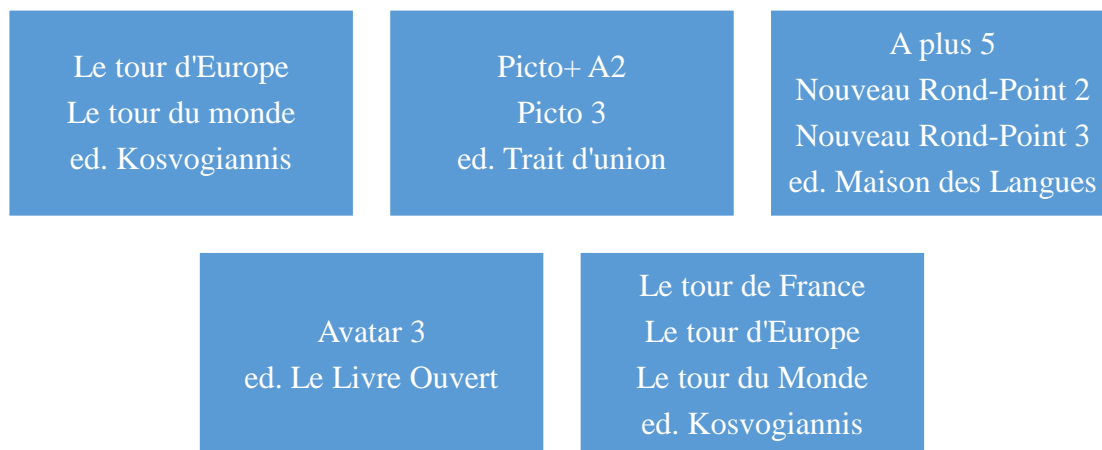 Le tour d'Europe
Le tour du monde
ed. Kosvogiannis
Picto+ A2
Picto 3
ed. Trait d'union
A plus 5
Nouveau Rond-Point 2
Nouveau Rond-Point 3
ed. Maison des Langues
Avatar 3
ed. Le Livre Ouvert
Le tour de France
Le tour d'Europe
Le tour du Monde
ed. Kosvogiannis